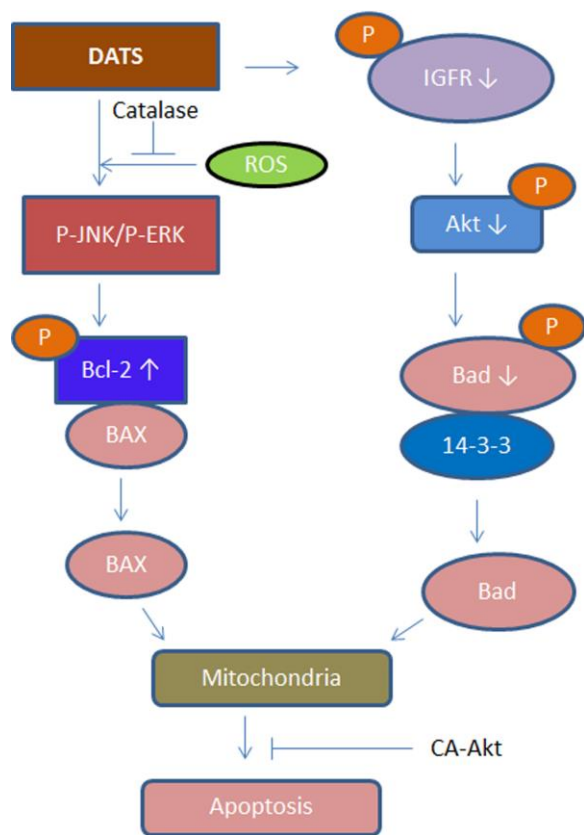 P
DATS
IGFR ↓
Catalase
ROS
P
P-JNK/P-ERK
Akt ↓
P
P
Bcl-2 ↑
Bad ↓
BAX
14-3-3
BAX
Bad
Mitochondria
CA-Akt
Apoptosis